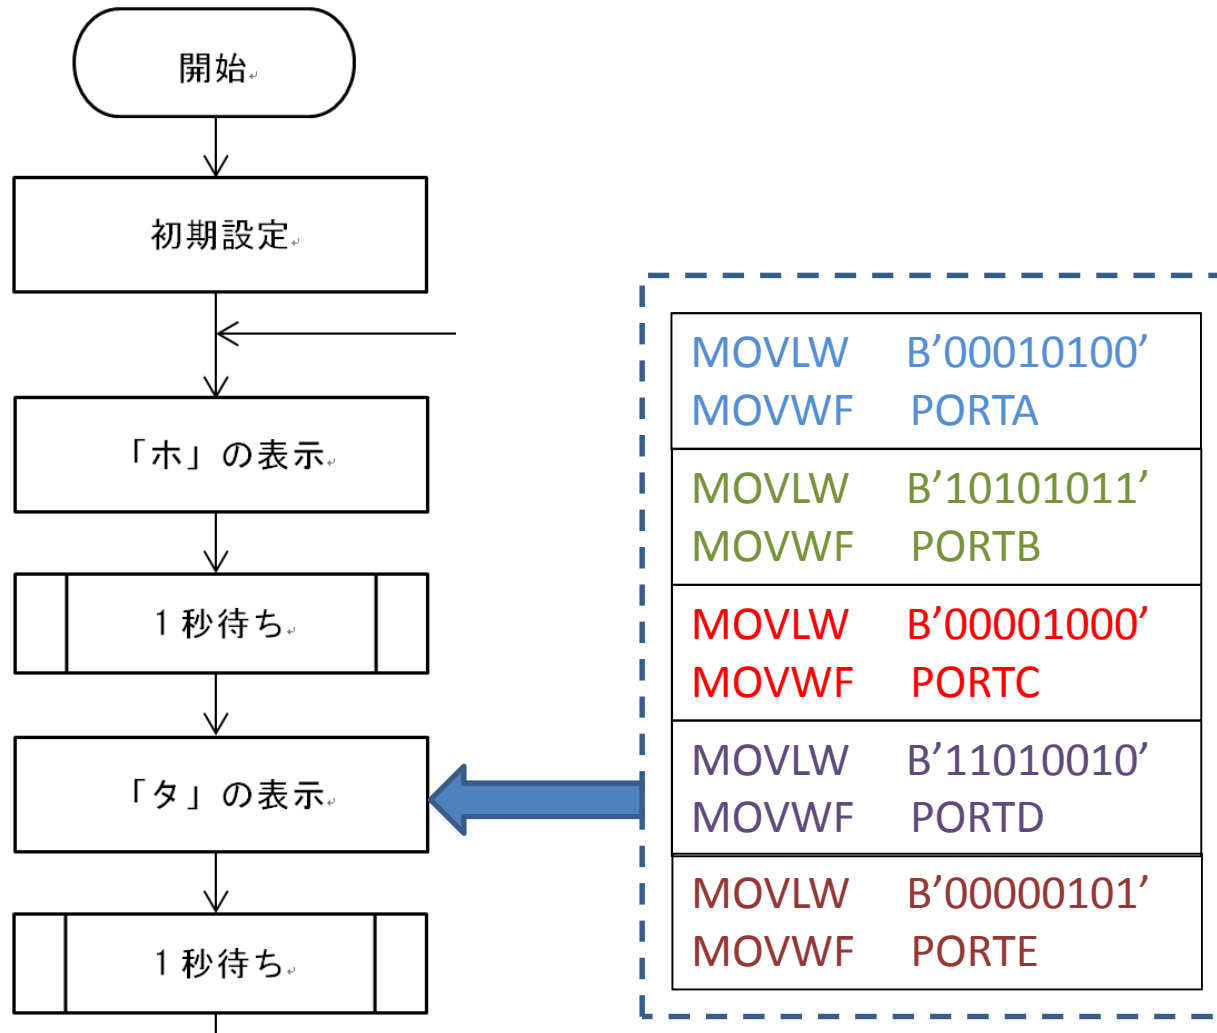 開始
初期設定
「ホ」の表示
1秒待ち
「タ」の表示
1秒待ち
MOVLW B’00010100’
MOVWF PORTA
MOVLW B’10101011’
MOVWF PORTB
MOVLW B’00001000’
MOVWF PORTC
MOVLW B’11010010’
MOVWF PORTD
MOVLW B’00000101’
MOVWF PORTE